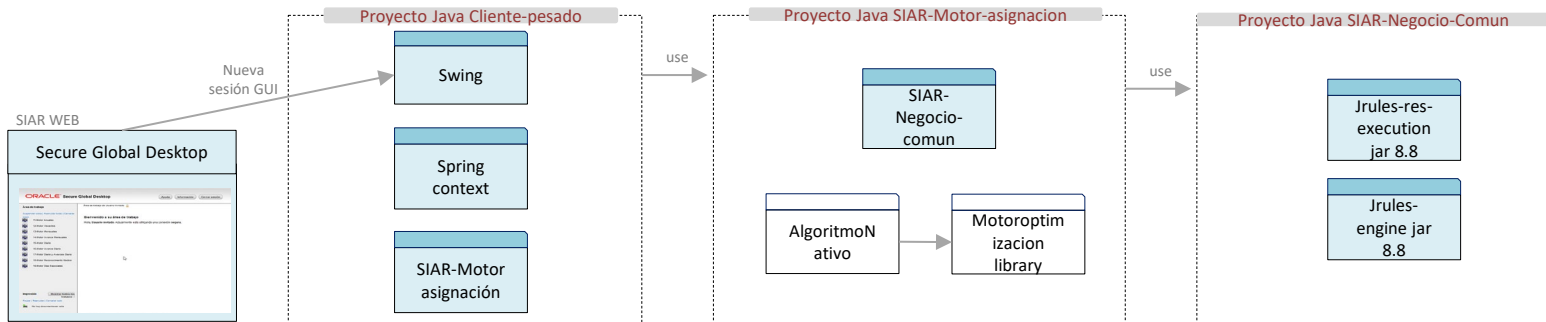 Proyecto Java Cliente-pesado
Proyecto Java SIAR-Motor-asignacion
Proyecto Java SIAR-Negocio-Comun
Nueva
sesión GUI
Swing
use
use
SIAR WEB
Secure Global Desktop
ORACLE Secure Global Desktop
Spring
context
SIAR-Motor
asignación
SIAR-
Negocio-
comun
AlgoritmoN
ativo
Motoroptim
izacion
library
Jrules-res-
execution
jar 8.8
Jrules-
engine jar
8.8